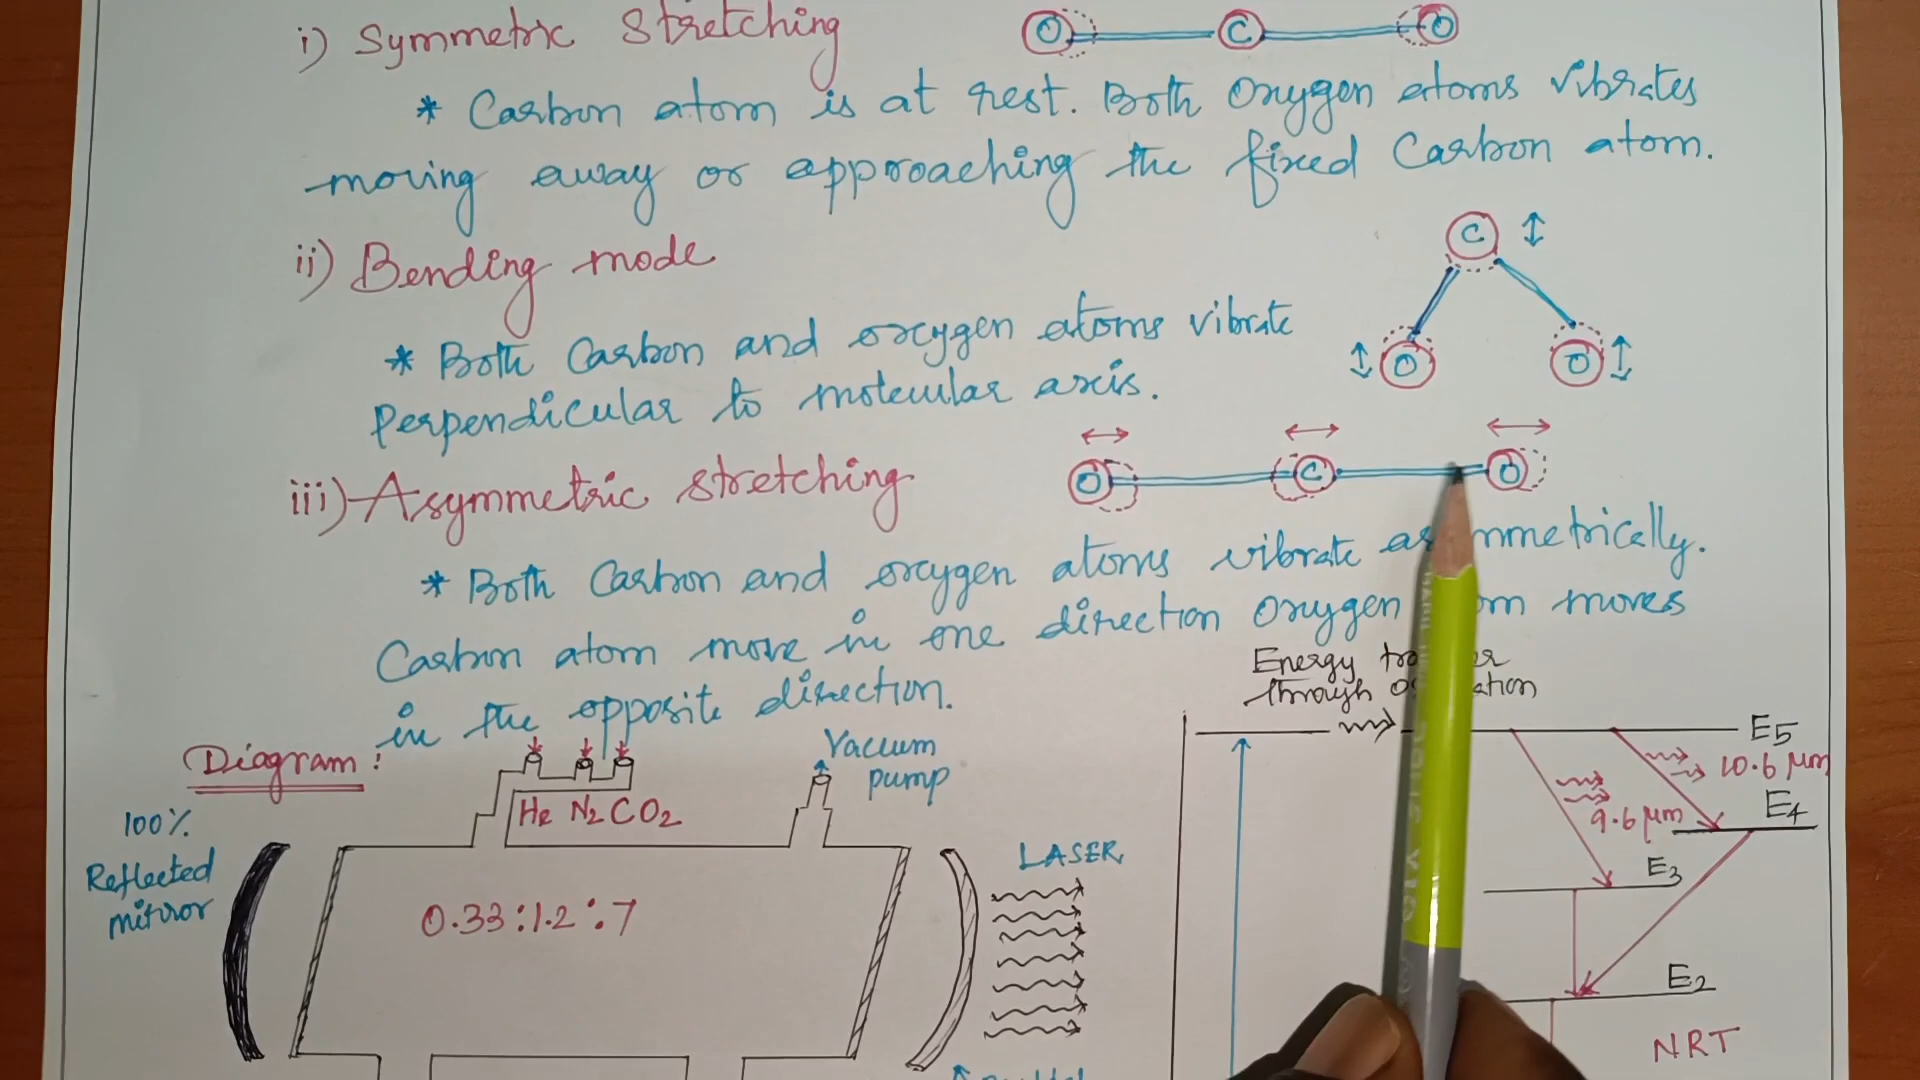 i) Symmetric Stretching
O C O
* Carbon atom is at rest. Both Oxygen atoms vibrates
moving away or approaching the fixed Carbon atom.
ii) Bending mode
C
O O
* Both Carbon and oxygen atoms vibrate
Perpendicular to molecular axis.
iii) Asymmetric stretching
O C O
* Both Carbon and oxygen atoms vibrate
Carbon atom move in one direction Oxygen moves
in the opposite direction.
Diagram:
He N2 CO2
Vacuum
pump
100%
Reflected
mirror
0.33:1.2:7
LASER
Energy
through
E5
10.6 μm
9.6 μm
E4
E3
E2
NRT